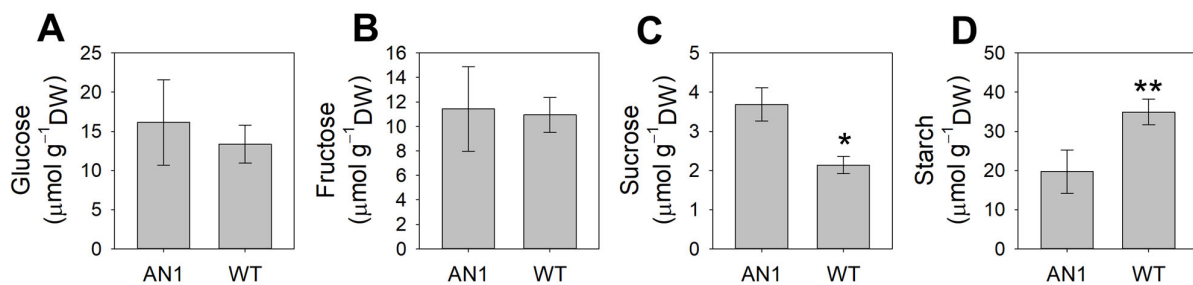 A
Glucose
(μmol g⁻¹DW)
25
20
15
10
5
0
AN1 WT
B
Fructose
(μmol g⁻¹DW)
16
14
12
10
8
6
4
2
0
AN1 WT
C
Sucrose
(μmol g⁻¹DW)
5
4
3
2
1
0
*
AN1 WT
D
Starch
(μmol g⁻¹DW)
50
40
30
20
10
0
**
AN1 WT